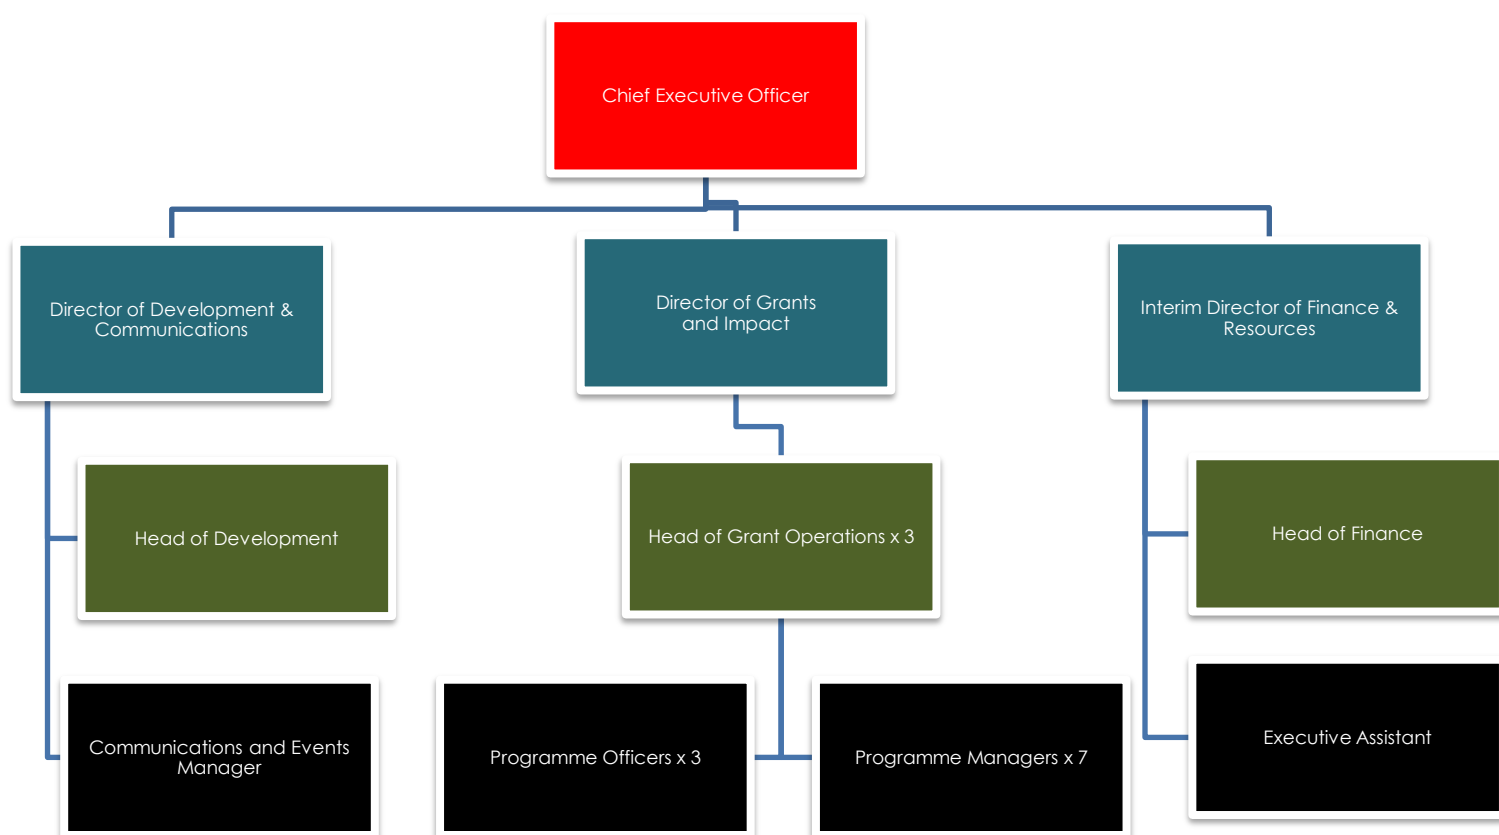 Chief Executive Officer
Director of Development &
Communications
Director of Grants
and Impact
Interim Director of Finance &
Resources
Head of Development
Head of Grant Operations x 3
Head of Finance
Communications and Events
Manager
Programme Officers x 3
Programme Managers x 7
Executive Assistant